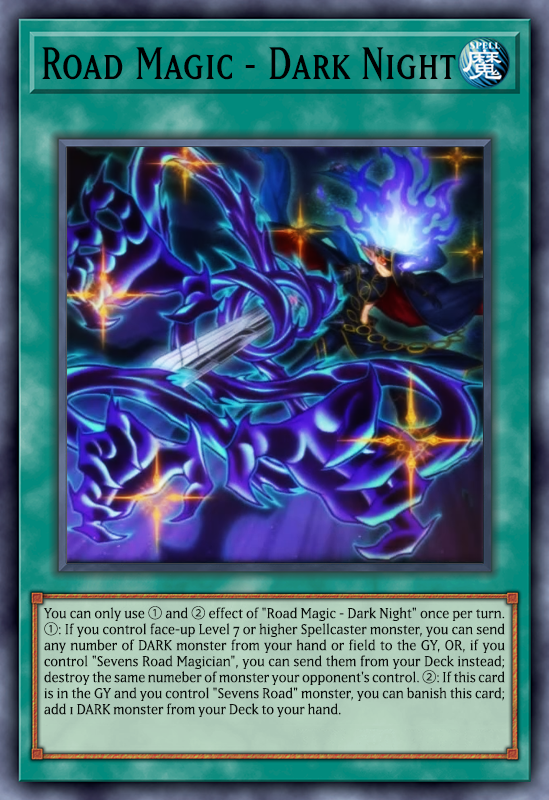 ROAD MAGIC - DARK NIGHT
SPELL
魔
You can only use ① and ② effect of "Road Magic - Dark Night" once per turn.
①: If you control face-up Level 7 or higher Spellcaster monster, you can send
any number of DARK monster from your hand or field to the GY, OR, if you
control "Sevens Road Magician", you can send them from your Deck instead;
destroy the same numeber of monster your opponent's control. ②: If this card
is in the GY and you control "Sevens Road" monster, you can banish this card;
add 1 DARK monster from your Deck to your hand.